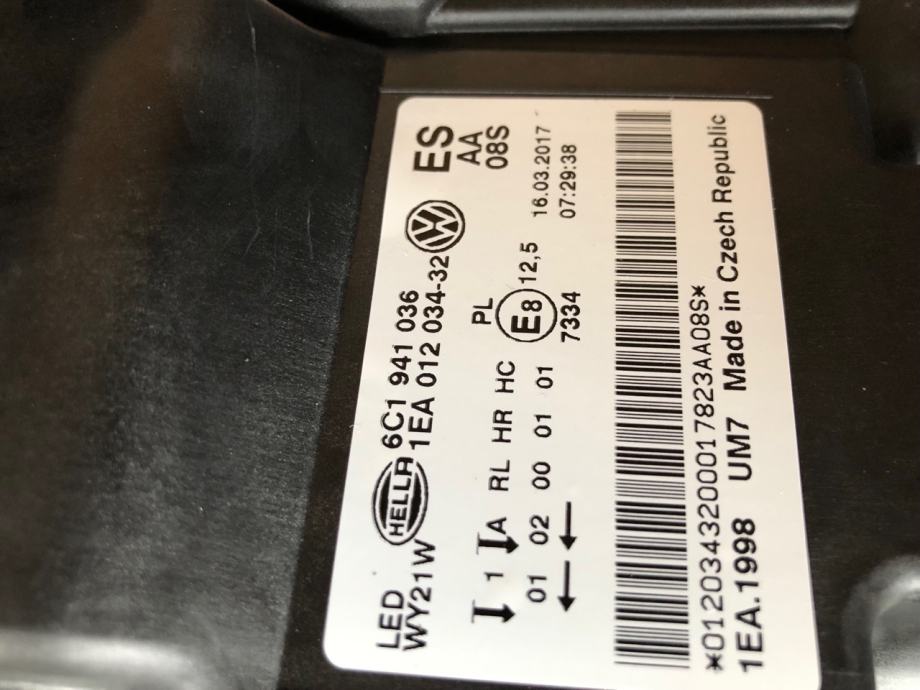 LED HELLA 6C1 941 036 ES
WY21W 1EA 012 034-32 VW AA
08S
1 A RL HR HC PL
01 02 00 01 01 E8 12,5 16.03.2017
← ← 7334 07:29:38
*0120343200017823AA08S*
1EA.1998 UM7 Made in Czech Republic